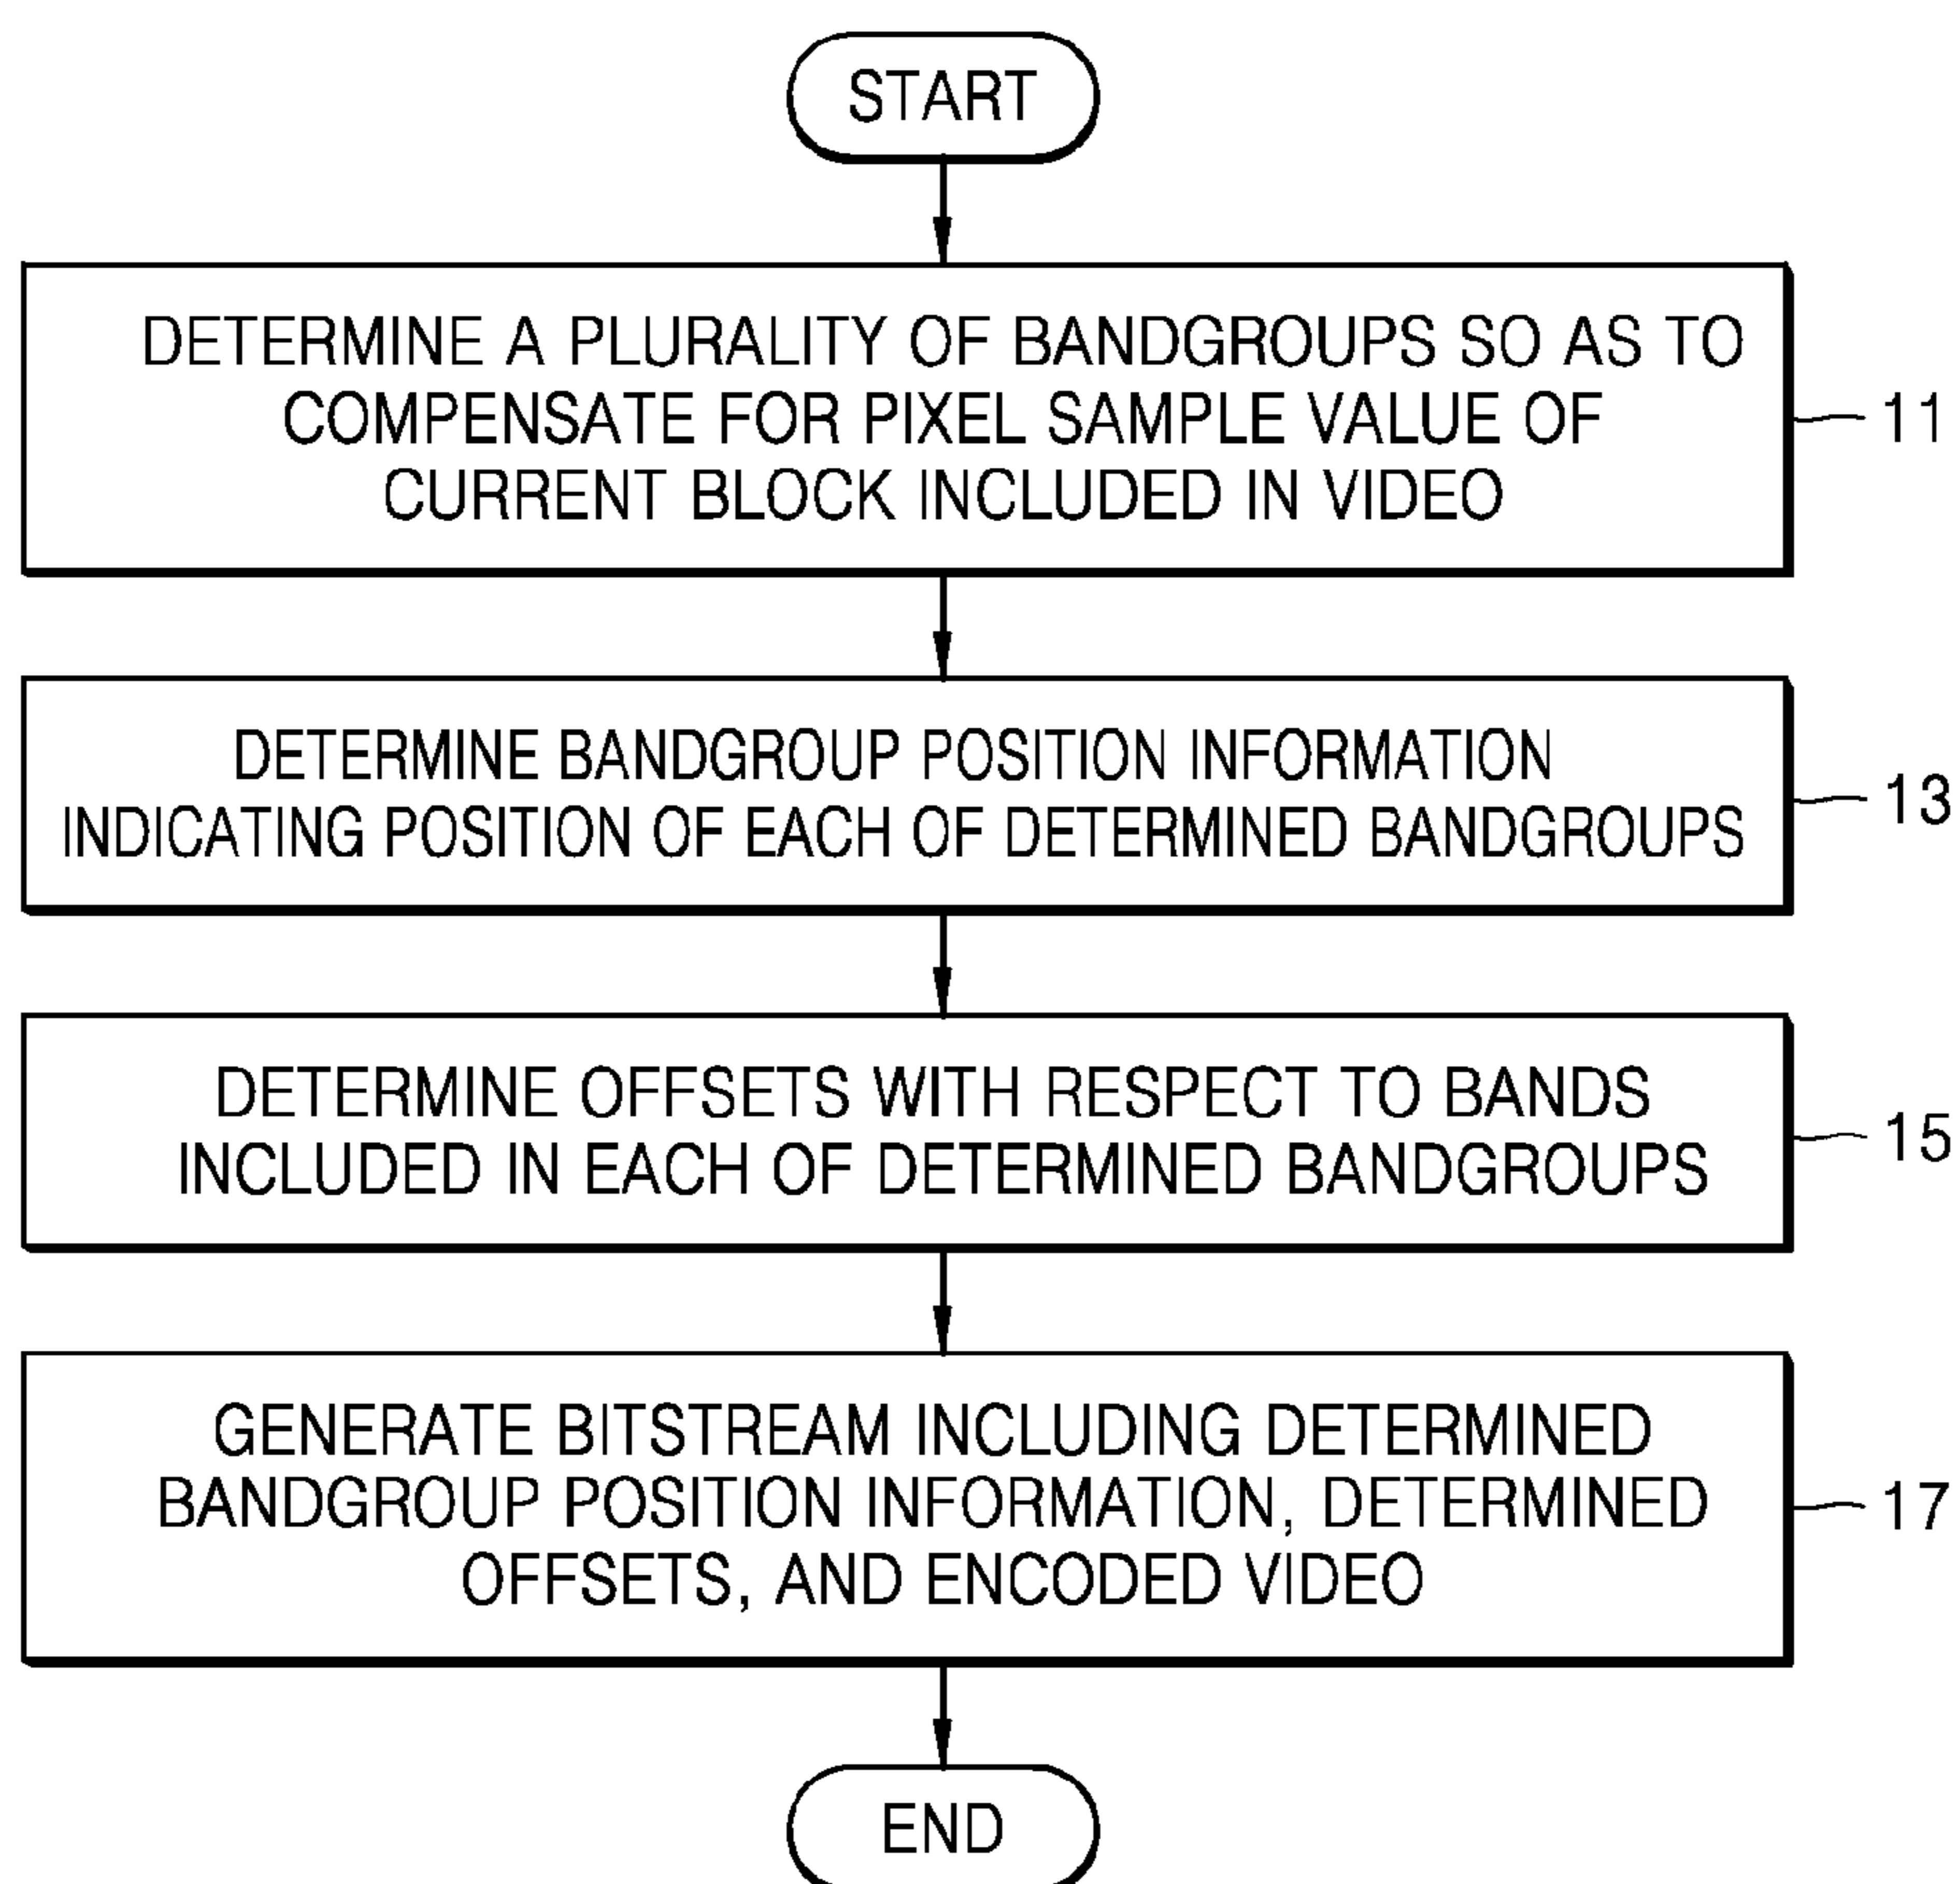 START
DETERMINE A PLURALITY OF BANDGROUPS SO AS TO
COMPENSATE FOR PIXEL SAMPLE VALUE OF
CURRENT BLOCK INCLUDED IN VIDEO
11
DETERMINE BANDGROUP POSITION INFORMATION
INDICATING POSITION OF EACH OF DETERMINED BANDGROUPS
13
DETERMINE OFFSETS WITH RESPECT TO BANDS
INCLUDED IN EACH OF DETERMINED BANDGROUPS
15
GENERATE BITSTREAM INCLUDING DETERMINED
BANDGROUP POSITION INFORMATION, DETERMINED
OFFSETS, AND ENCODED VIDEO
17
END